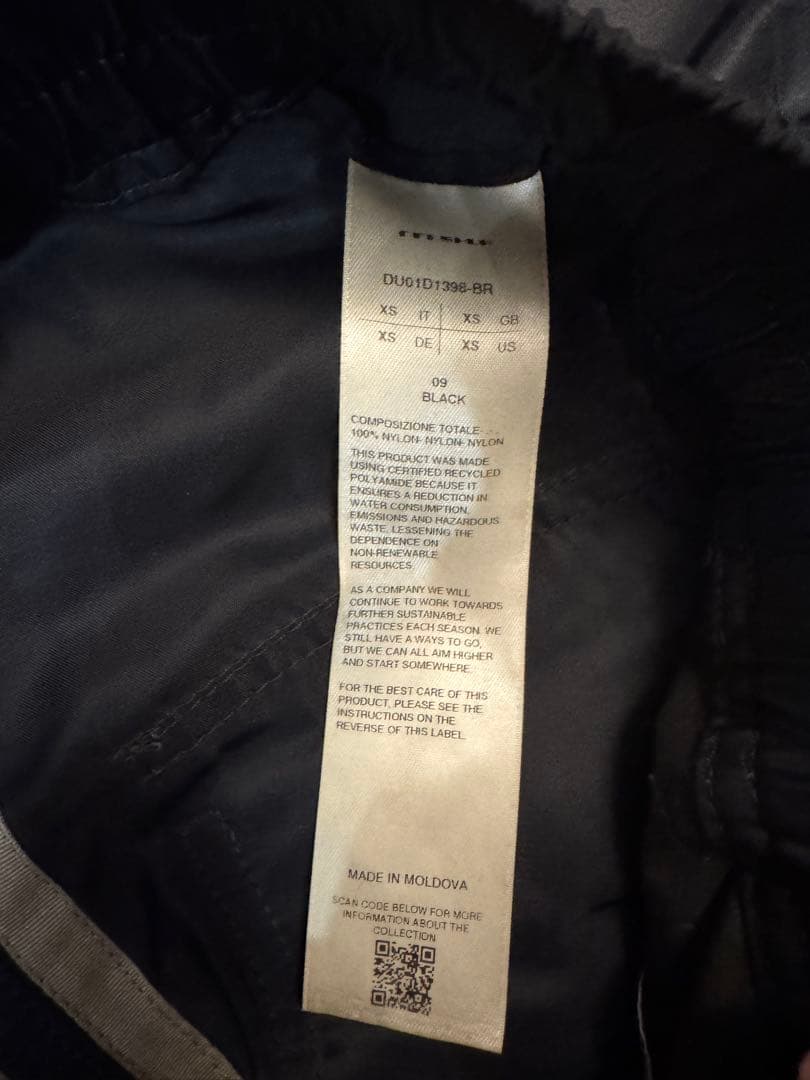 DU01D1398-BR
XS IT XS GB
XS DE XS US
09
BLACK
COMPOSIZIONE TOTALE
100% NYLON- NYLON- NYLON
THIS PRODUCT WAS MADE
USING CERTIFIED RECYCLED
POLYAMIDE BECAUSE IT
ENSURES A REDUCTION IN
WATER CONSUMPTION,
EMISSIONS AND HAZARDOUS
WASTE, LESSENING THE
DEPENDENCE ON
NON-RENEWABLE
RESOURCES
AS A COMPANY WE WILL
CONTINUE TO WORK TOWARDS
FURTHER SUSTAINABLE
PRACTICES EACH SEASON. WE
STILL HAVE A WAYS TO GO,
BUT WE CAN ALL AIM HIGHER
AND START SOMEWHERE.
FOR THE BEST CARE OF THIS
PRODUCT, PLEASE SEE THE
INSTRUCTIONS ON THE
REVERSE OF THIS LABEL.
MADE IN MOLDOVA
SCAN CODE BELOW FOR MORE
INFORMATION ABOUT THE
COLLECTION